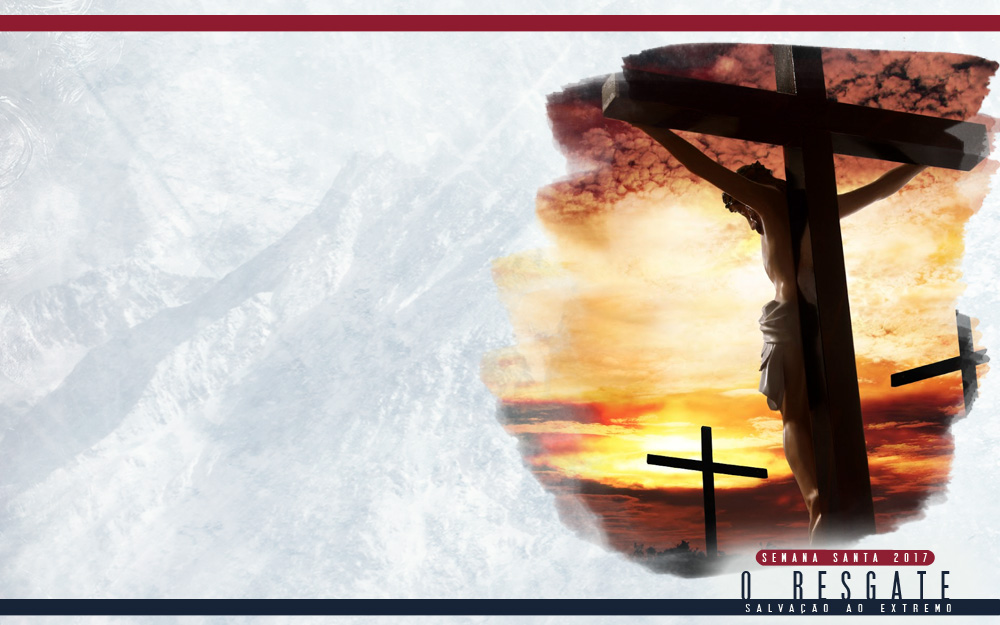 SEMANA SANTA 2017
O RESGATE
SALVAÇÃO AO EXTREMO